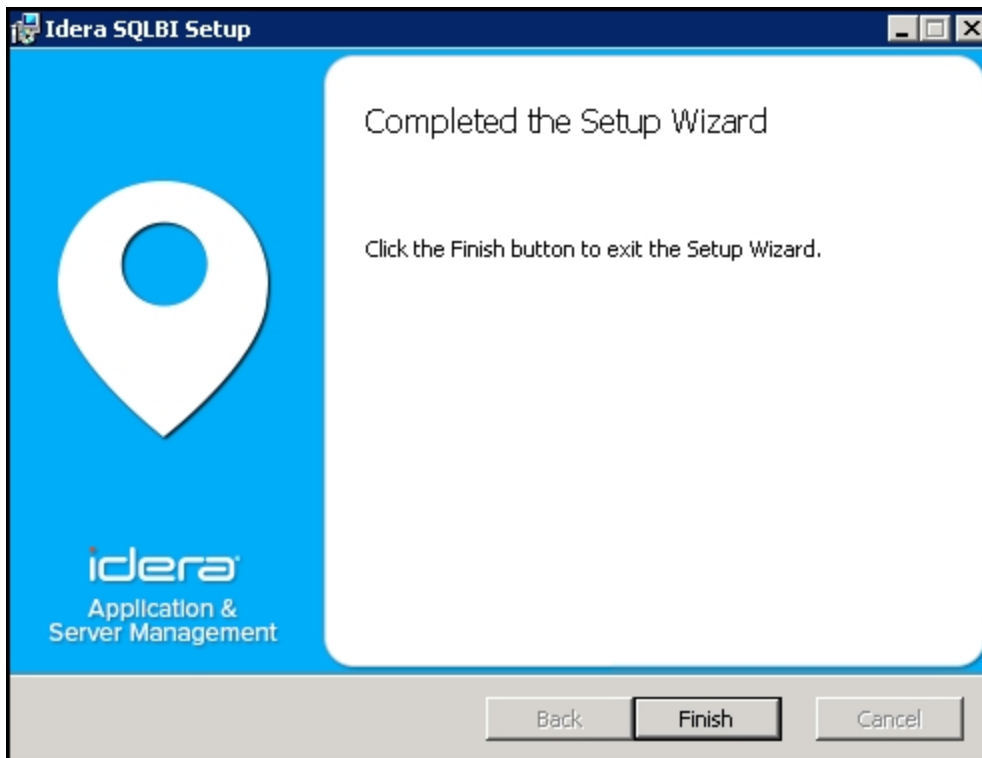 Idera SQLBI Setup
Completed the Setup Wizard
Click the Finish button to exit the Setup Wizard.
idera
Application &
Server Management
Back Finish Cancel